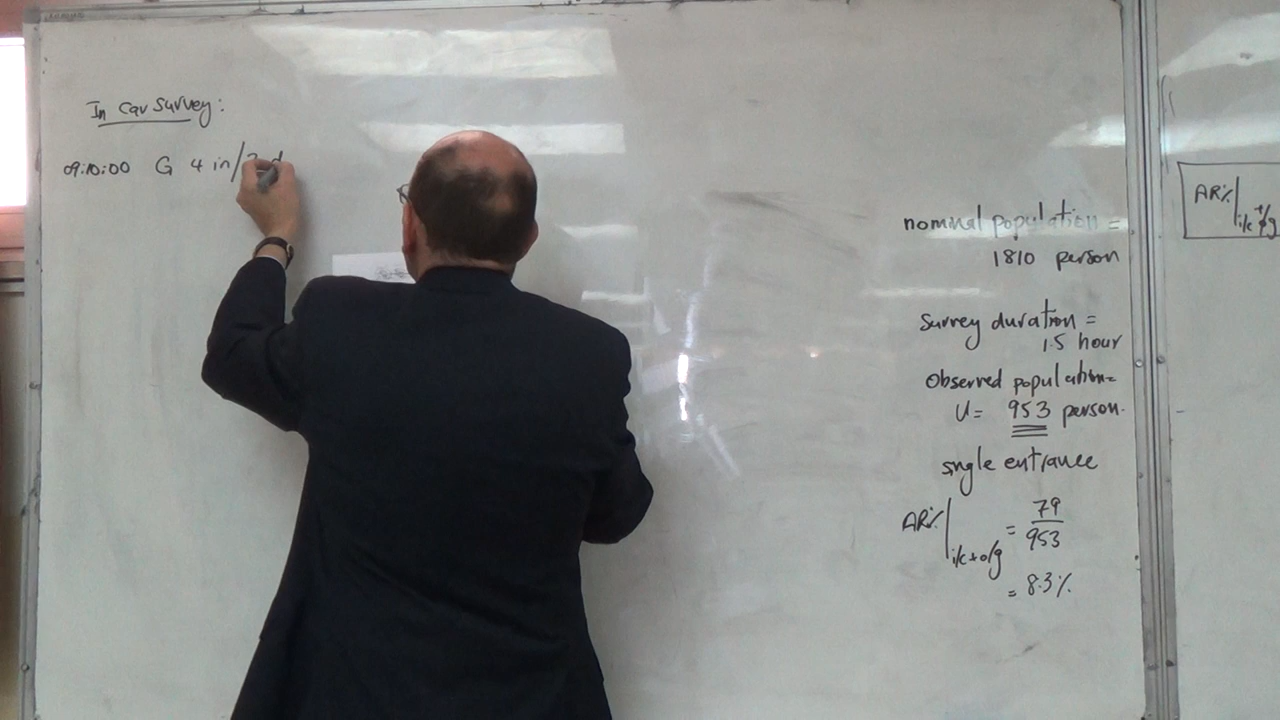 In Car Survey:
09:10:00 G 4 in/
nominal population =
1810 person
Survey duration =
1.5 hour
Observed population=
U= 953 person.
single entrance
AR% | i/c + o/g = 79 / 953
= 8.3%
AR% | i/c